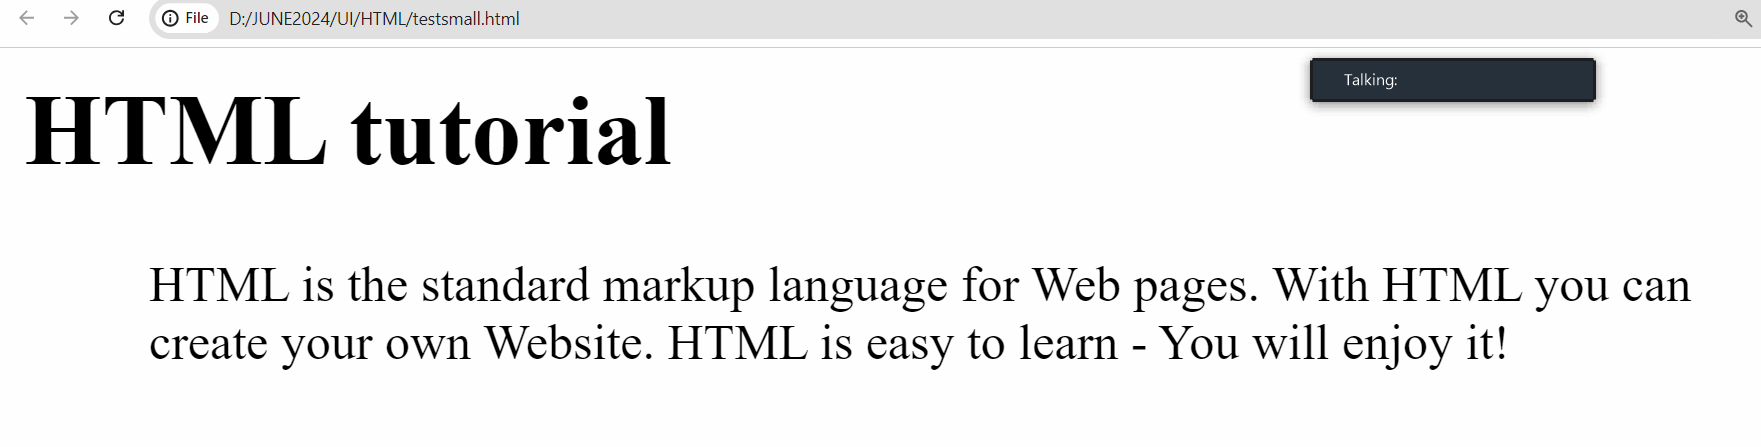 File D:/JUNE2024/UI/HTML/testsmall.html
Talking:
HTML tutorial
HTML is the standard markup language for Web pages. With HTML you can
create your own Website. HTML is easy to learn - You will enjoy it!